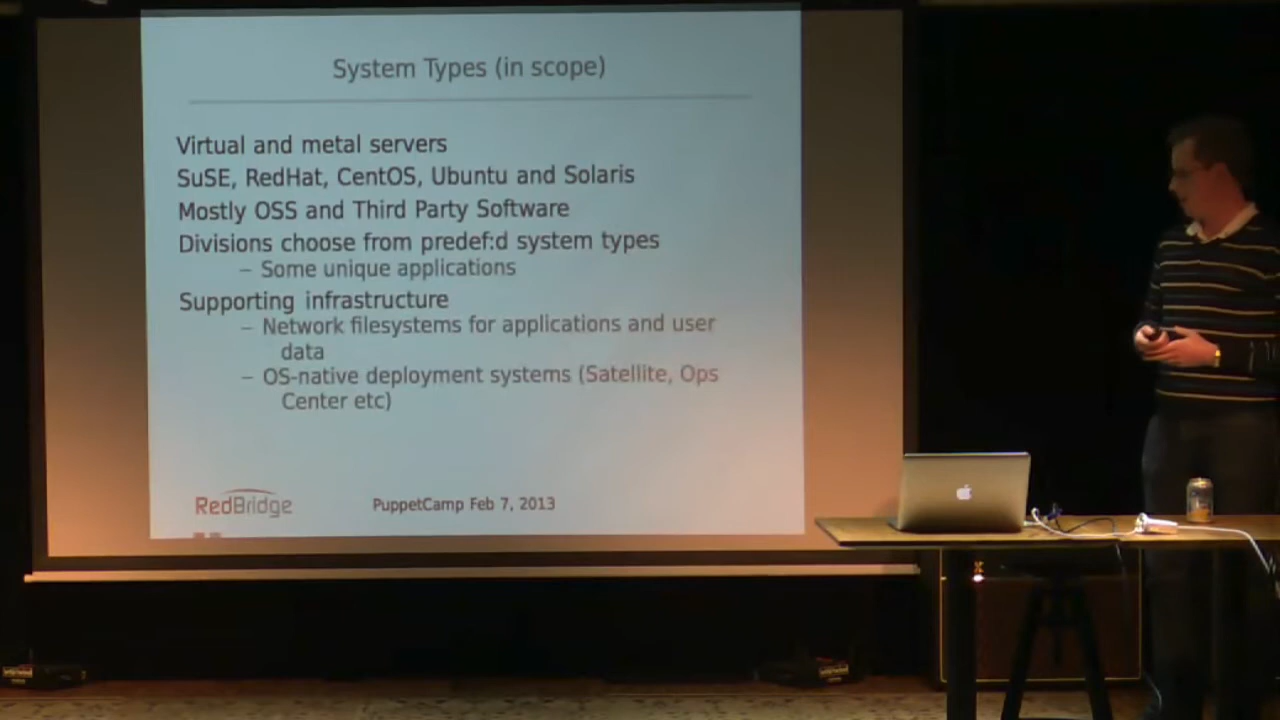 System Types (in scope)
Virtual and metal servers
SuSE, RedHat, CentOS, Ubuntu and Solaris
Mostly OSS and Third Party Software
Divisions choose from predef:d system types
– Some unique applications
Supporting infrastructure
– Network filesystems for applications and user
data
– OS-native deployment systems (Satellite, Ops
Center etc)
RedBridge
PuppetCamp Feb 7, 2013